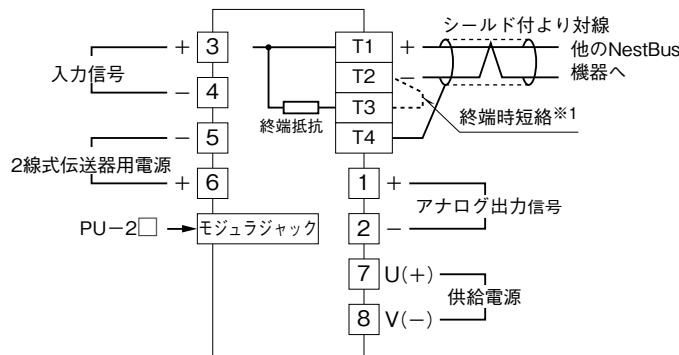 シールド付より対線
入力信号
+ 3
− 4
T1 +
T2 −
T3
T4
他のNestBus
機器へ
終端抵抗
終端時短絡※1
2線式伝送器用電源
− 5
+ 6
PU−2□
モジュラジャック
1 +
2 −
アナログ出力信号
7 U(+)
8 V(−)
供給電源